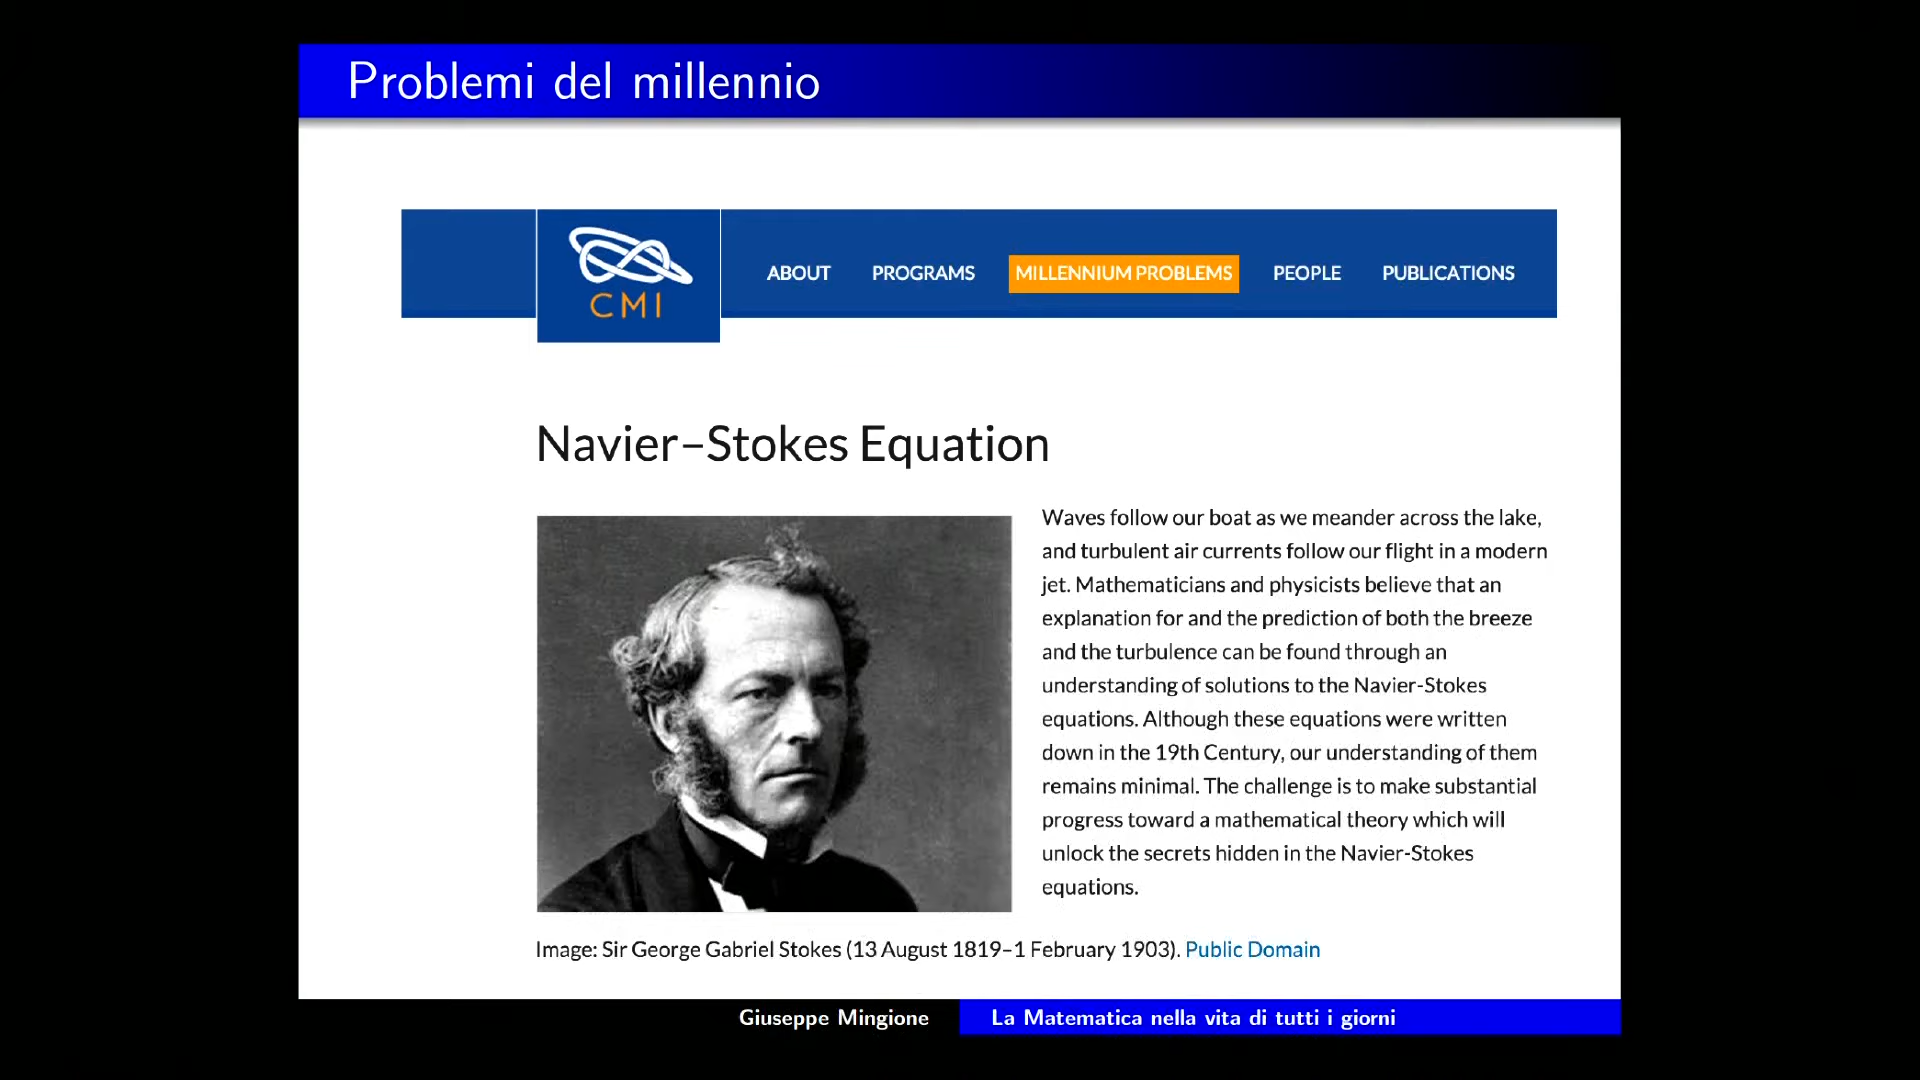 Problemi del millennio
CMI
ABOUT PROGRAMS MILLENNIUM PROBLEMS PEOPLE PUBLICATIONS
Navier–Stokes Equation
Waves follow our boat as we meander across the lake,
and turbulent air currents follow our flight in a modern
jet. Mathematicians and physicists believe that an
explanation for and the prediction of both the breeze
and the turbulence can be found through an
understanding of solutions to the Navier-Stokes
equations. Although these equations were written
down in the 19th Century, our understanding of them
remains minimal. The challenge is to make substantial
progress toward a mathematical theory which will
unlock the secrets hidden in the Navier-Stokes
equations.
Image: Sir George Gabriel Stokes (13 August 1819–1 February 1903). Public Domain
Giuseppe Mingione La Matematica nella vita di tutti i giorni